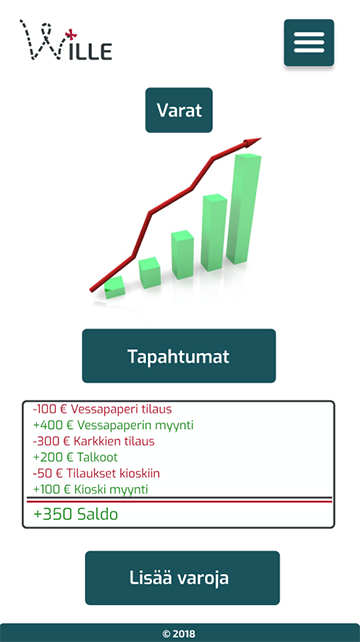 Wille
Varat
Tapahtumat
-100 € Vessapaperi tilaus
+400 € Vessapaperin myynti
-300 € Karkkien tilaus
+200 € Talkoot
-50 € Tilaukset kioskiin
+100 € Kioski myynti
+350 Saldo
Lisää varoja
© 2018